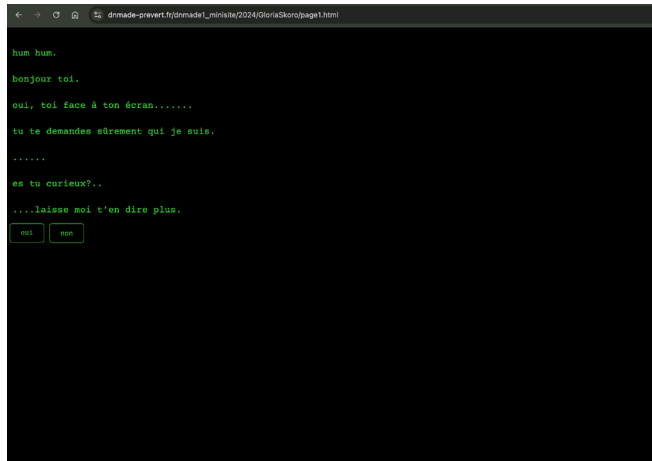 dnmade-prevert.fr/dnmade1_minisite/2024/GloriaSkoro/page1.html
hum hum.
bonjour toi.
oui, toi face à ton écran.......
tu te demandes sûrement qui je suis.
......
es tu curieux?..
....laisse moi t'en dire plus.
oui non